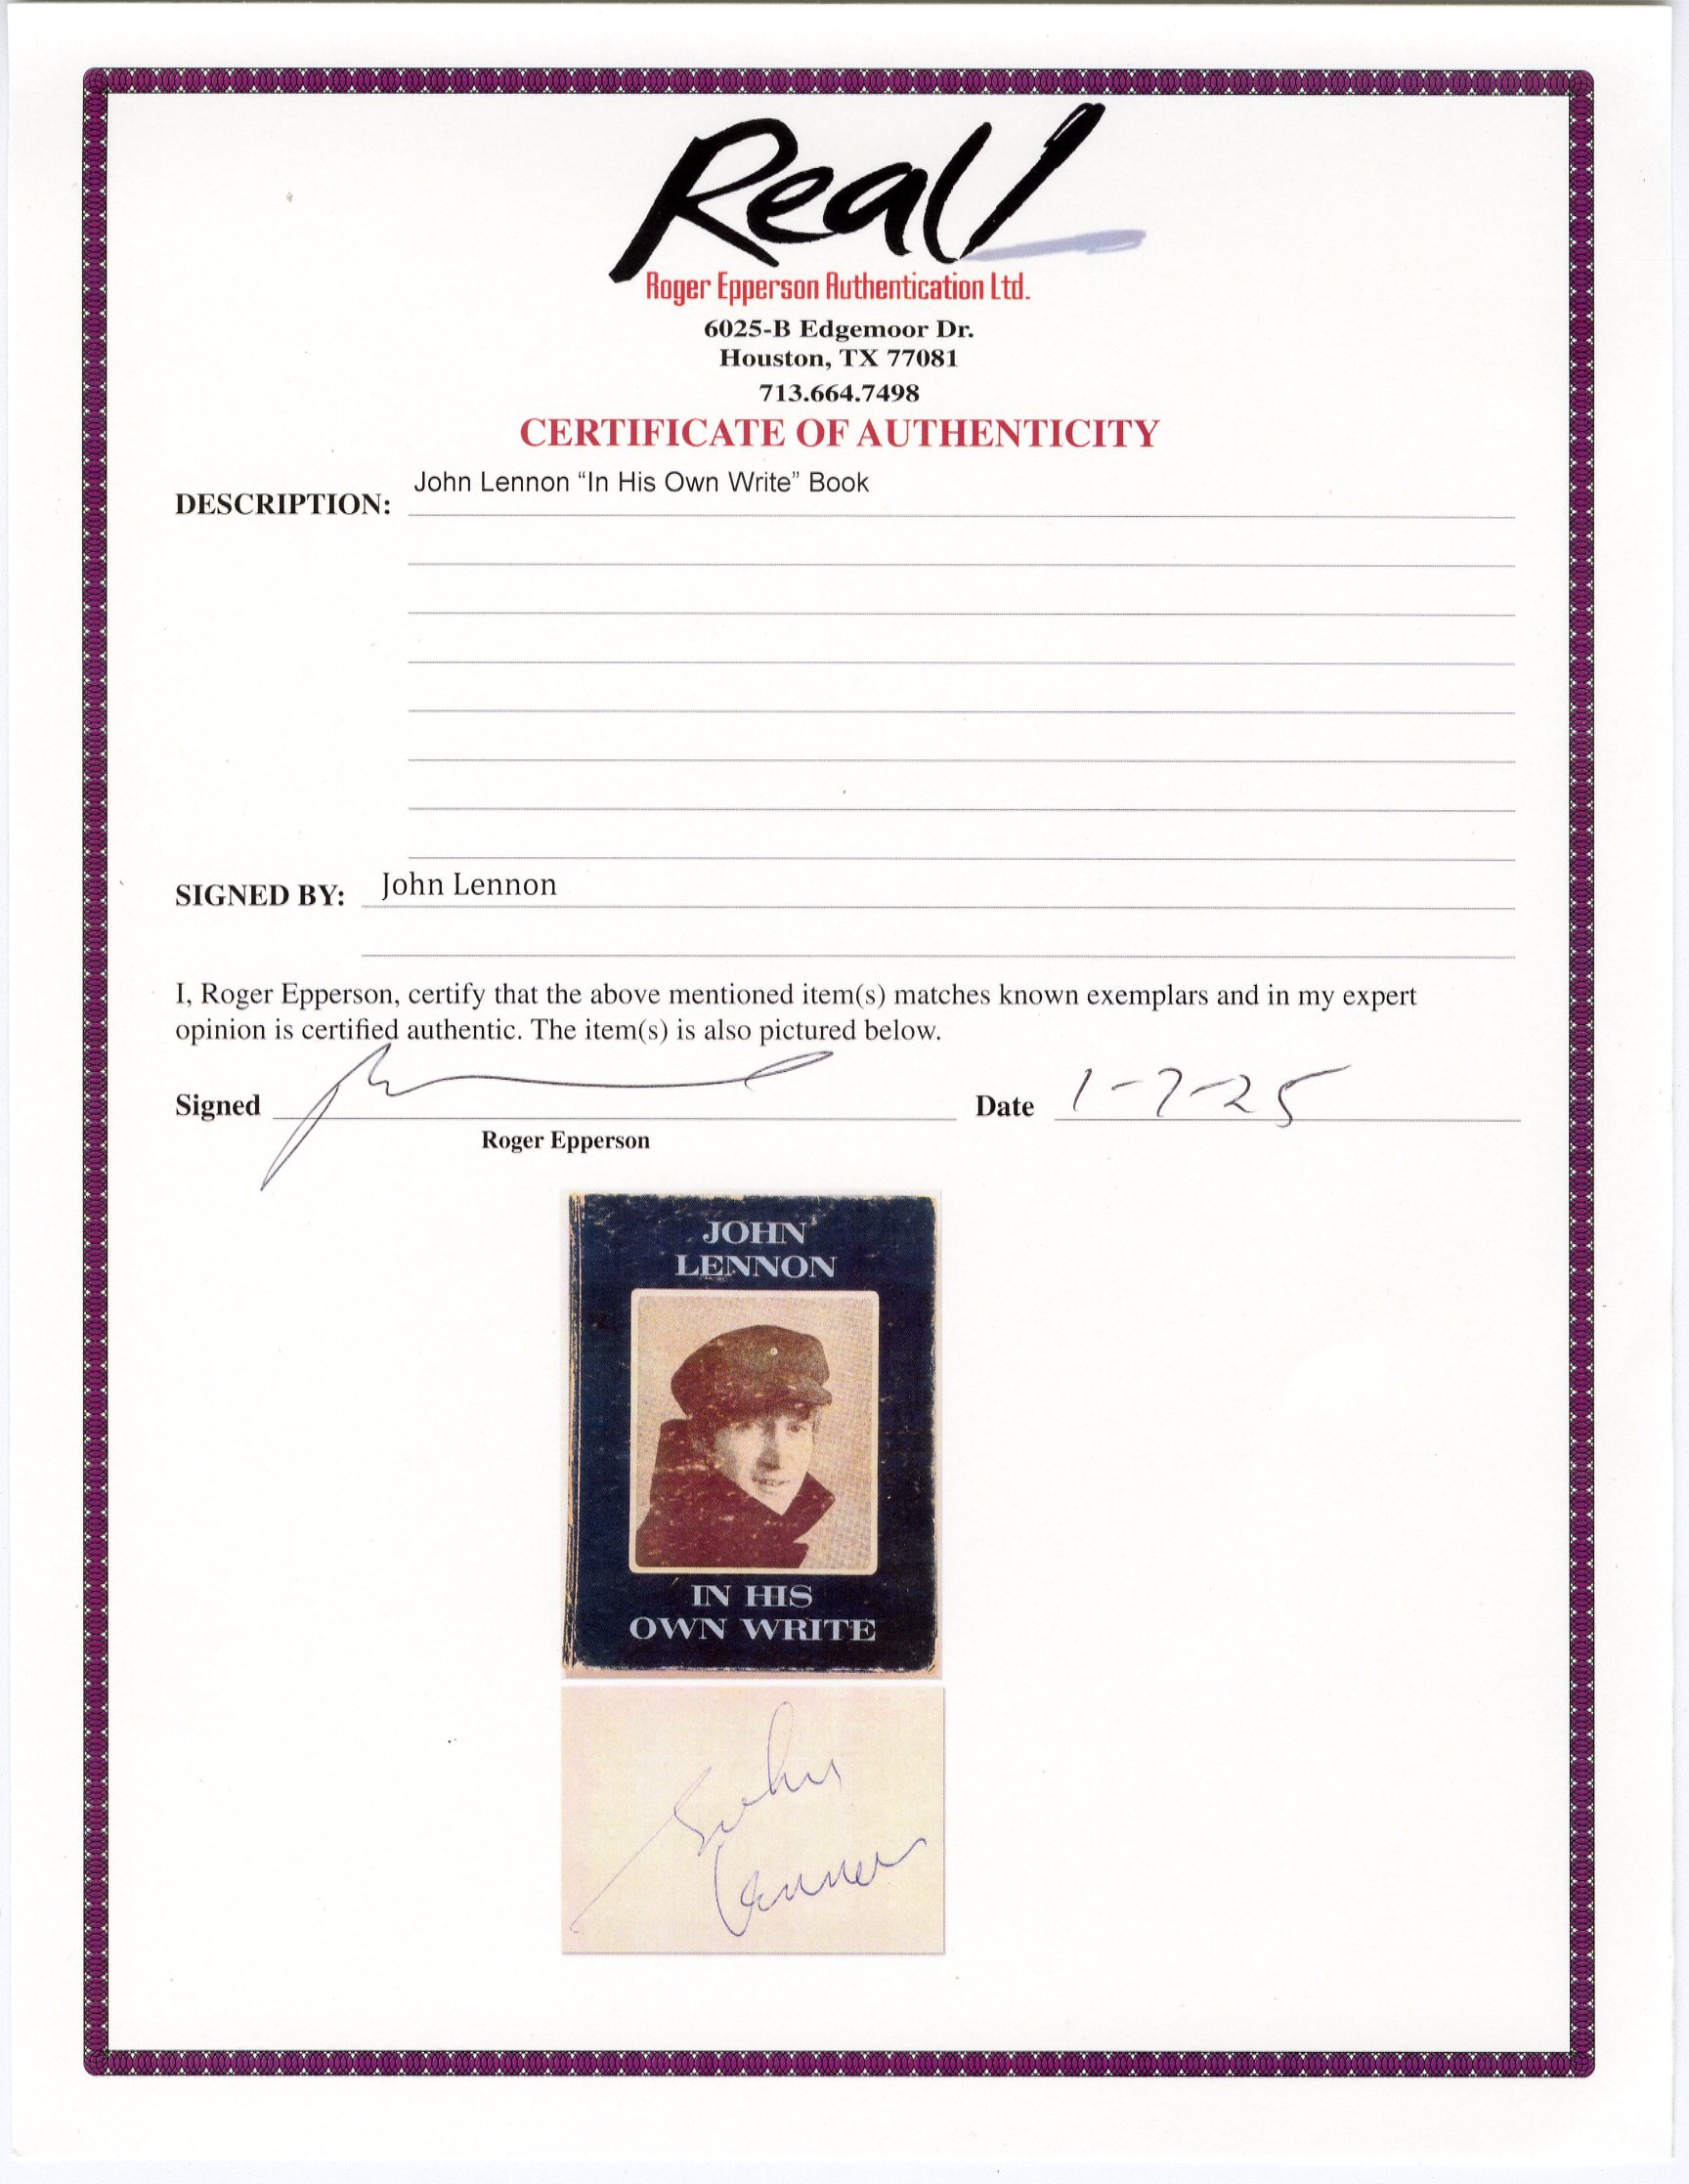 Real!
Roger Epperson Authentication Ltd.
6025-B Edgemoor Dr.
Houston, TX 77081
713.664.7498
CERTIFICATE OF AUTHENTICITY
DESCRIPTION: John Lennon “In His Own Write” Book
SIGNED BY: John Lennon
I, Roger Epperson, certify that the above mentioned item(s) matches known exemplars and in my expert
opinion is certified authentic. The item(s) is also pictured below.
Signed Date 1-7-25
Roger Epperson
JOHN
LENNON
IN HIS
OWN WRITE
John
Lennon